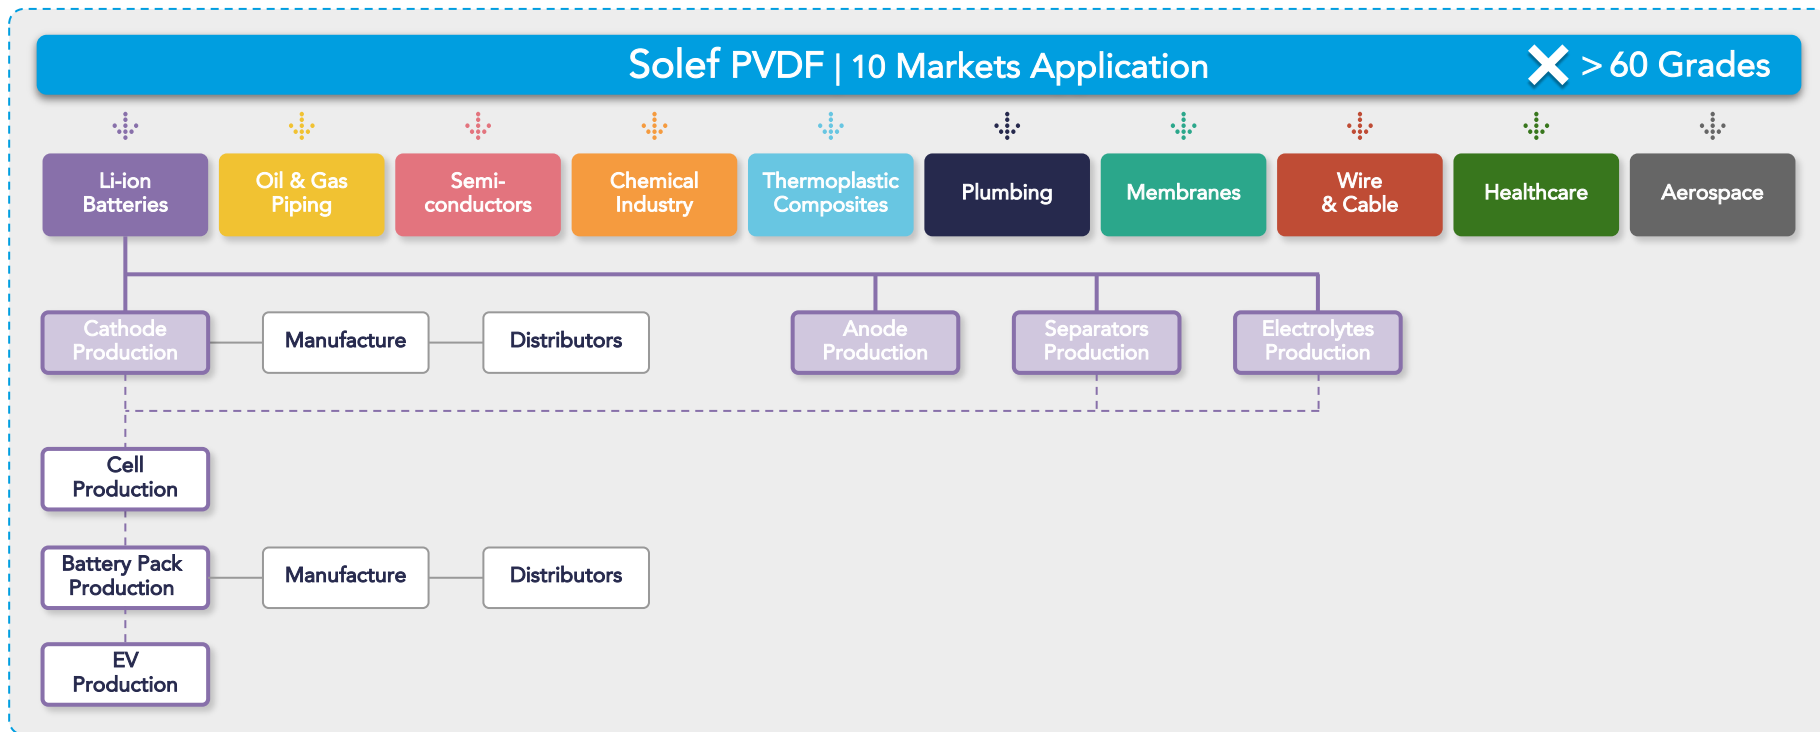 Solef PVDF | 10 Markets Application
> 60 Grades
Li-ion
Batteries
Oil & Gas
Piping
Semi-
conductors
Chemical
Industry
Thermoplastic
Composites
Plumbing
Membranes
Wire
& Cable
Healthcare
Aerospace
Cathode
Production
Manufacture
Distributors
Anode
Production
Separators
Production
Electrolytes
Production
Cell
Production
Battery Pack
Production
Manufacture
Distributors
EV
Production